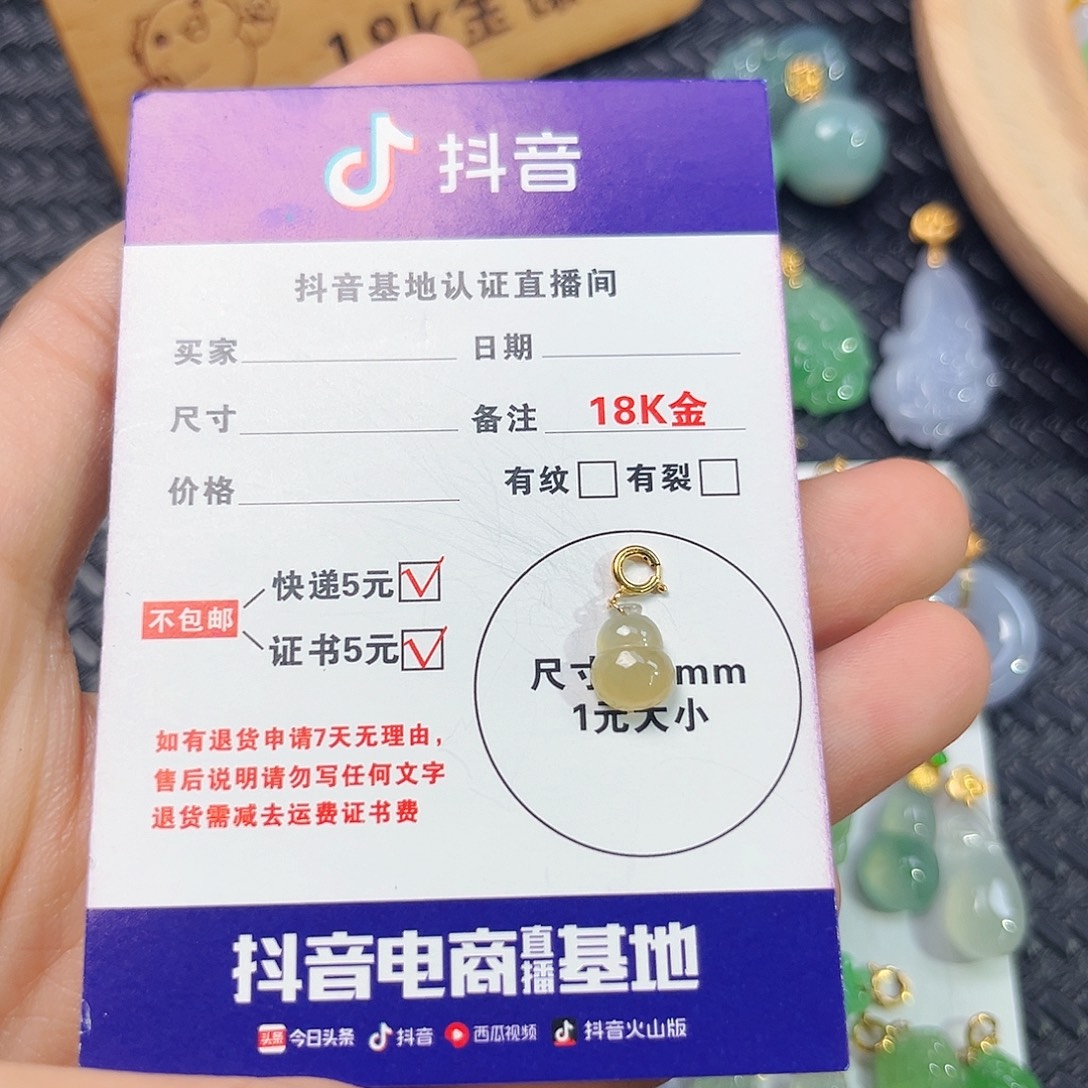 18k金
抖音
抖音基地认证直播间
买家 日期
尺寸 备注 18K金
价格 有纹 有裂
快递5元
不包邮
证书5元
尺寸 mm
1元大小
如有退货申请7天无理由，
售后说明请勿写任何文字
退货需减去运费证书费
抖音电商直播基地
头条 今日头条 抖音 西瓜视频 抖音火山版